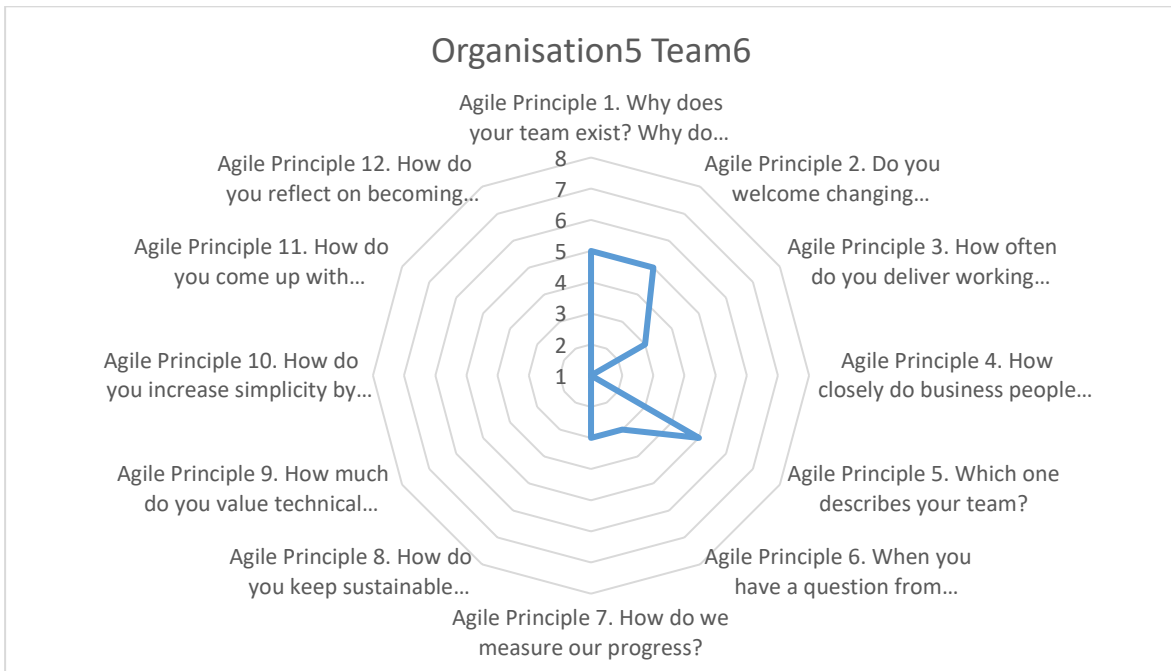 Organisation5 Team6
Agile Principle 1. Why does
your team exist? Why do...
Agile Principle 2. Do you
welcome changing...
Agile Principle 3. How often
do you deliver working...
Agile Principle 4. How
closely do business people...
Agile Principle 5. Which one
describes your team?
Agile Principle 6. When you
have a question from...
Agile Principle 7. How do we
measure our progress?
Agile Principle 8. How do
you keep sustainable...
Agile Principle 9. How much
do you value technical...
Agile Principle 10. How do
you increase simplicity by...
Agile Principle 11. How do
you come up with...
Agile Principle 12. How do
you reflect on becoming...
8
7
6
5
4
3
2
1